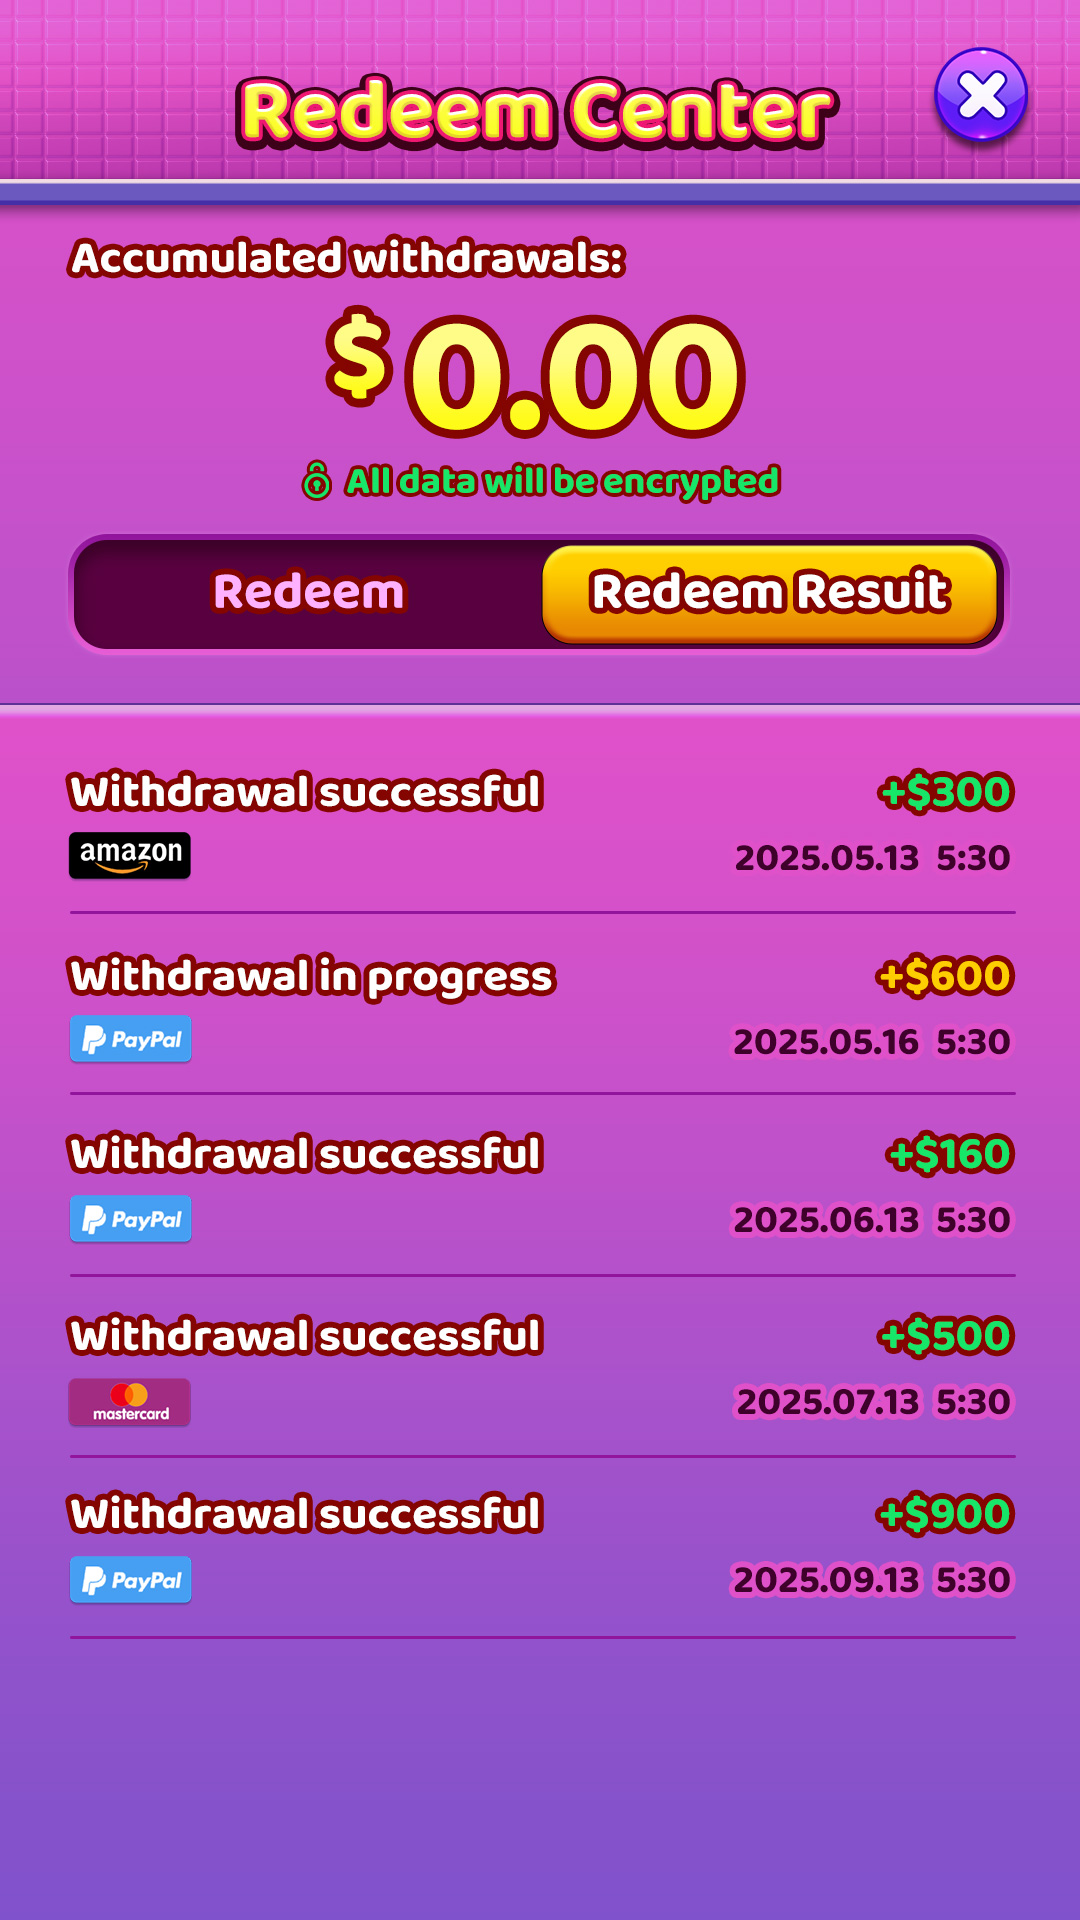 Redeem Center
Accumulated withdrawals:
$0.00
All data will be encrypted
Redeem
Redeem Resuit
Withdrawal successful +$300
amazon 2025.05.13 5:30
Withdrawal in progress +$600
PayPal 2025.05.16 5:30
Withdrawal successful +$160
PayPal 2025.06.13 5:30
Withdrawal successful +$500
mastercard 2025.07.13 5:30
Withdrawal successful +$900
PayPal 2025.09.13 5:30